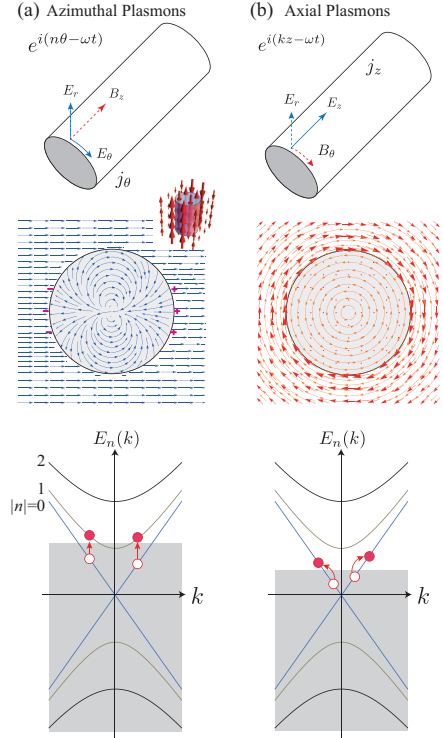 (a) Azimuthal Plasmons
e^{i(nθ−ωt)}
E_r
B_z
E_θ
j_θ
− +
− +
− +
E_n(k)
2
1
|n|=0
k
(b) Axial Plasmons
e^{i(kz−ωt)}
j_z
E_r
E_z
B_θ
E_n(k)
k